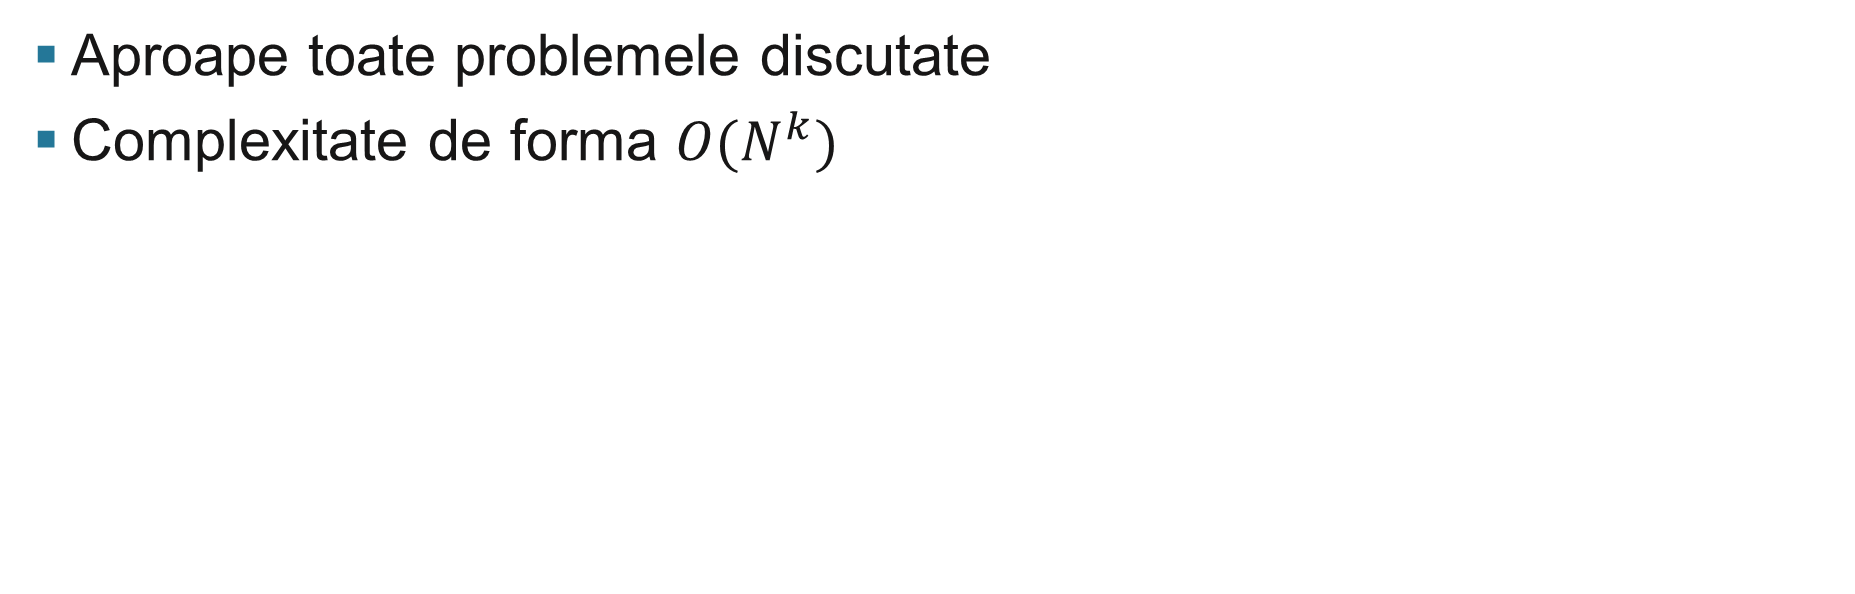 ▪ Aproape toate problemele discutate
▪ Complexitate de forma $O(N^k)$